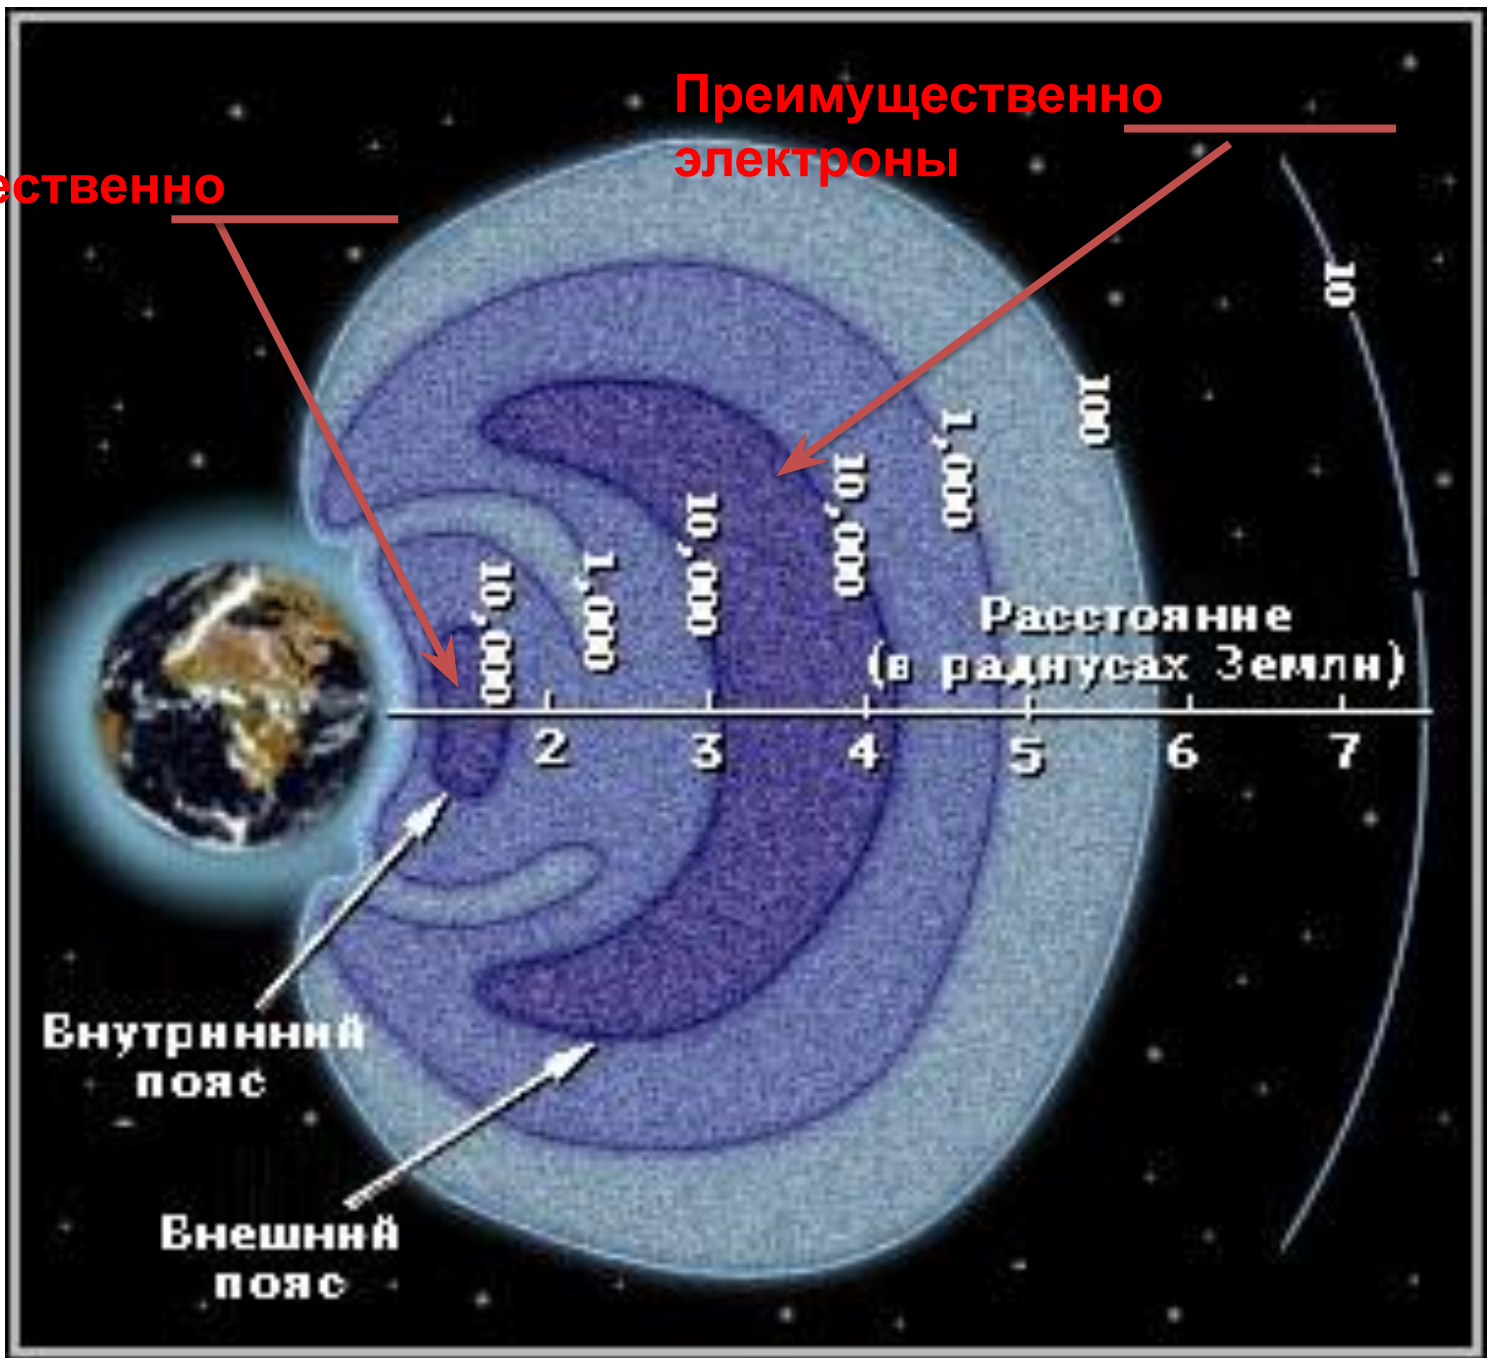 Преимущественно
электроны
ественно
10
100
1,000
10,000
10,000
1,000
10,000
Расстояние
(в радиусах Земли)
2 3 4 5 6 7
Внутринний
пояс
Внешний
пояс